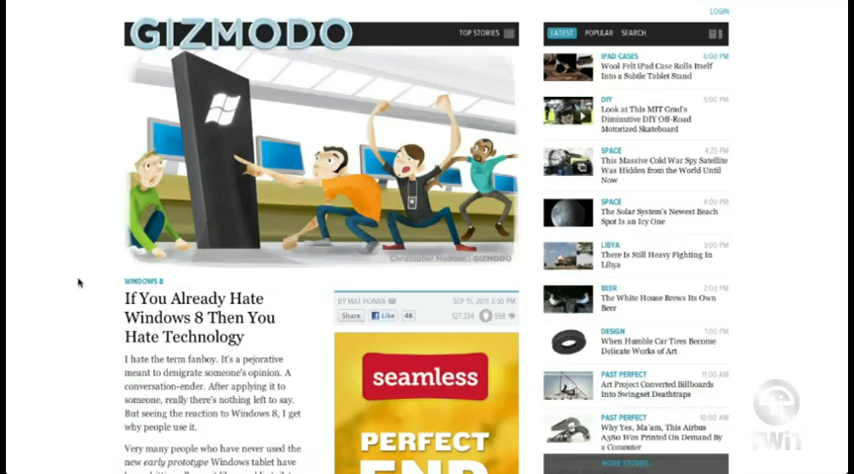 LOGIN
GIZMODO
TOP STORIES
LATEST POPULAR SEARCH
Christopher Madden | GIZMODO
WINDOWS 8
If You Already Hate
Windows 8 Then You
Hate Technology
I hate the term fanboy. It's a pejorative
meant to denigrate someone's opinion. A
conversation-ender. After applying it to
someone, really there's nothing left to say.
But seeing the reaction to Windows 8, I get
why people use it.
Very many people who have never used the
new early prototype Windows tablet have
BY MAT HONAN
SEP 15, 2011 3:30 PM
Share Like 4K
127,324 558
seamless
PERFECT
END
IPAD CASES 6:00 PM
Wool Felt iPad Case Rolls Itself
Into a Subtle Tablet Stand
DIY 5:00 PM
Look at This MIT Grad's
Diminutive DIY Off-Road
Motorized Skateboard
SPACE 4:25 PM
This Massive Cold War Spy Satellite
Was Hidden from the World Until
Now
SPACE 4:00 PM
The Solar System's Newest Beach
Spot Is an Icy One
LIBYA 3:00 PM
There Is Still Heavy Fighting In
Libya
BEER 2:00 PM
The White House Brews Its Own
Beer
DESIGN 1:00 PM
When Humble Car Tires Become
Delicate Works of Art
PAST PERFECT 11:00 AM
Art Project Converted Billboards
Into Swingset Deathtraps
PAST PERFECT 10:00 AM
Why Yes, Ma'am, This Airbus
A380 Was Printed On Demand By
a Computer
MORE STORIES...
TWiT